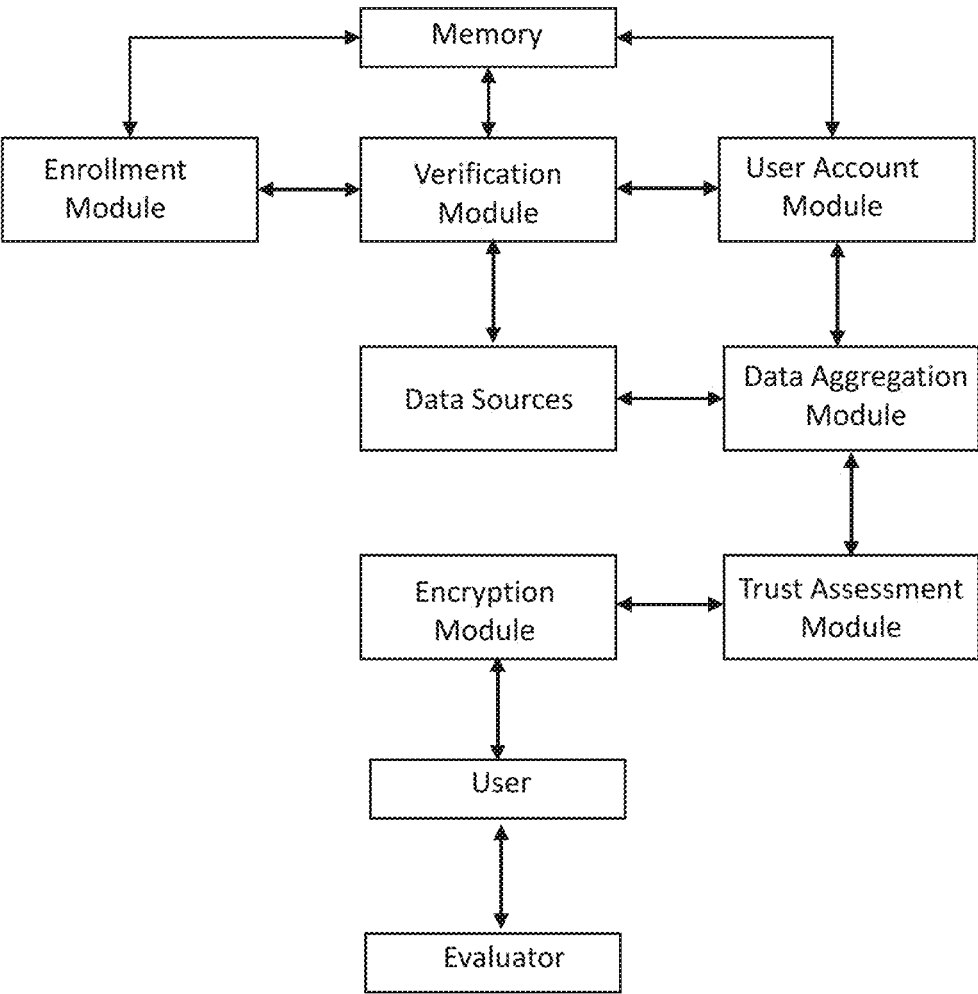 Memory
Enrollment
Module
Verification
Module
User Account
Module
Data Sources
Data Aggregation
Module
Encryption
Module
Trust Assessment
Module
User
Evaluator